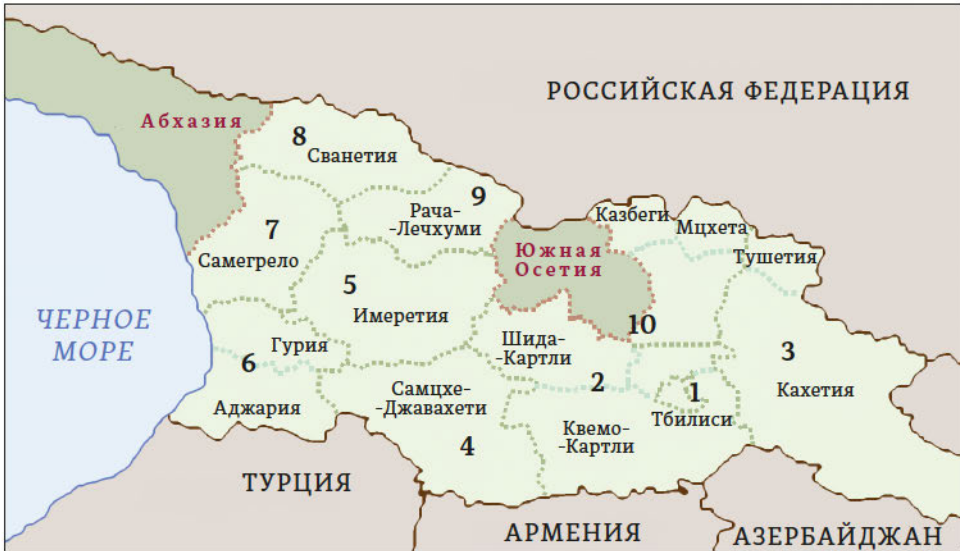 РОССИЙСКАЯ ФЕДЕРАЦИЯ
Абхазия
8
Сванетия
9
Рача-
-Лечхуми
Казбеги
Мцхета
Тушетия
7
Самегрело
Южная
Осетия
5
Имеретия
ЧЕРНОЕ
МОРЕ
10
Гурия
6
Шида-
-Картли
3
Кахетия
2
1
Тбилиси
Аджария
Самцхе-
-Джавахети
4
Квемо-
-Картли
ТУРЦИЯ
АРМЕНИЯ
АЗЕРБАЙДЖАН